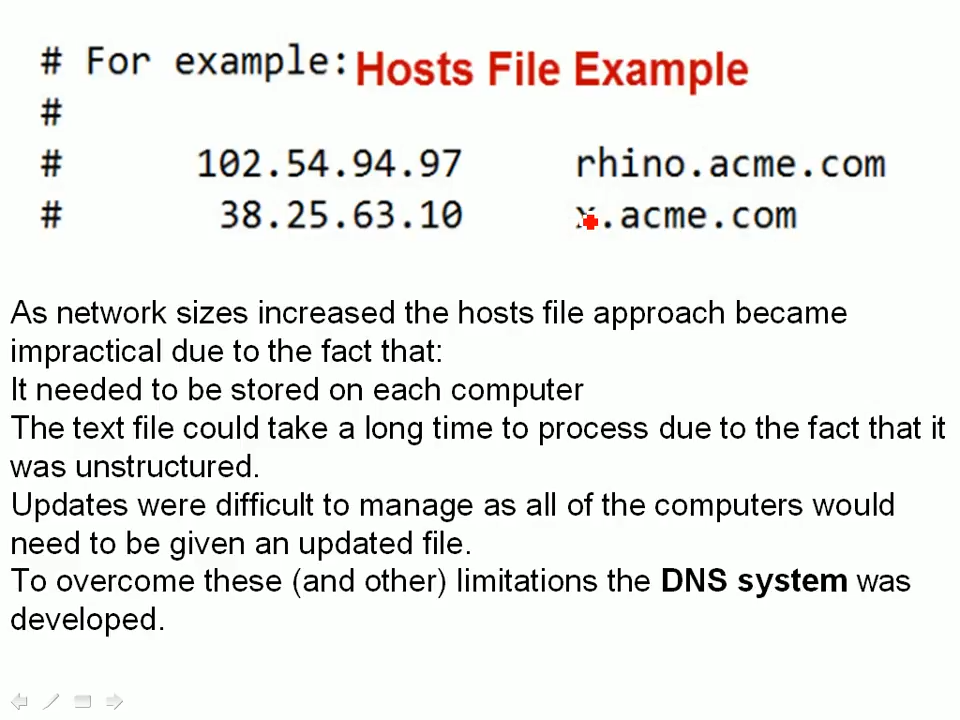 # For example: Hosts File Example
#
# 102.54.94.97 rhino.acme.com
# 38.25.63.10 x.acme.com
As network sizes increased the hosts file approach became
impractical due to the fact that:
It needed to be stored on each computer
The text file could take a long time to process due to the fact that it
was unstructured.
Updates were difficult to manage as all of the computers would
need to be given an updated file.
To overcome these (and other) limitations the DNS system was
developed.